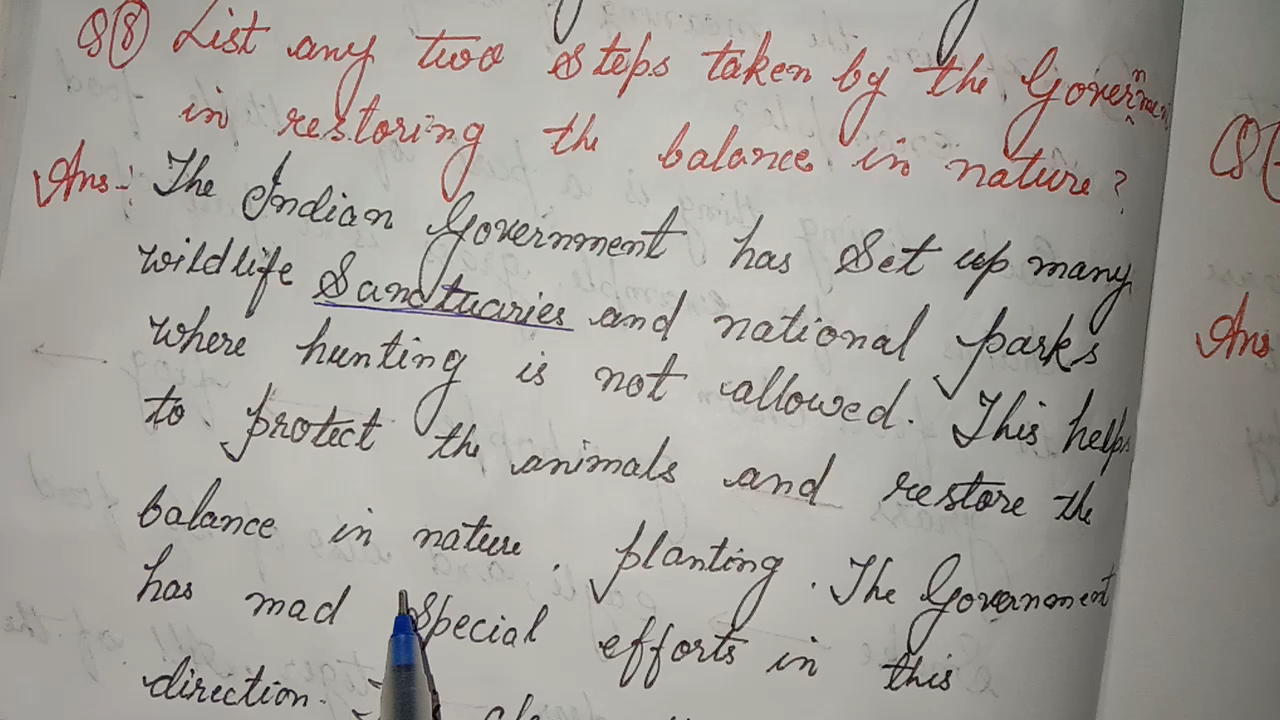 Q8 List any two steps taken by the Government
in restoring the balance in nature?
Ans:- The Indian Government has set up many
wildlife Sanctuaries and national parks
where hunting is not allowed. This helps
to protect the animals and restore the
balance in nature. planting. The Government
has mad special efforts in this
direction.
Q
Ans